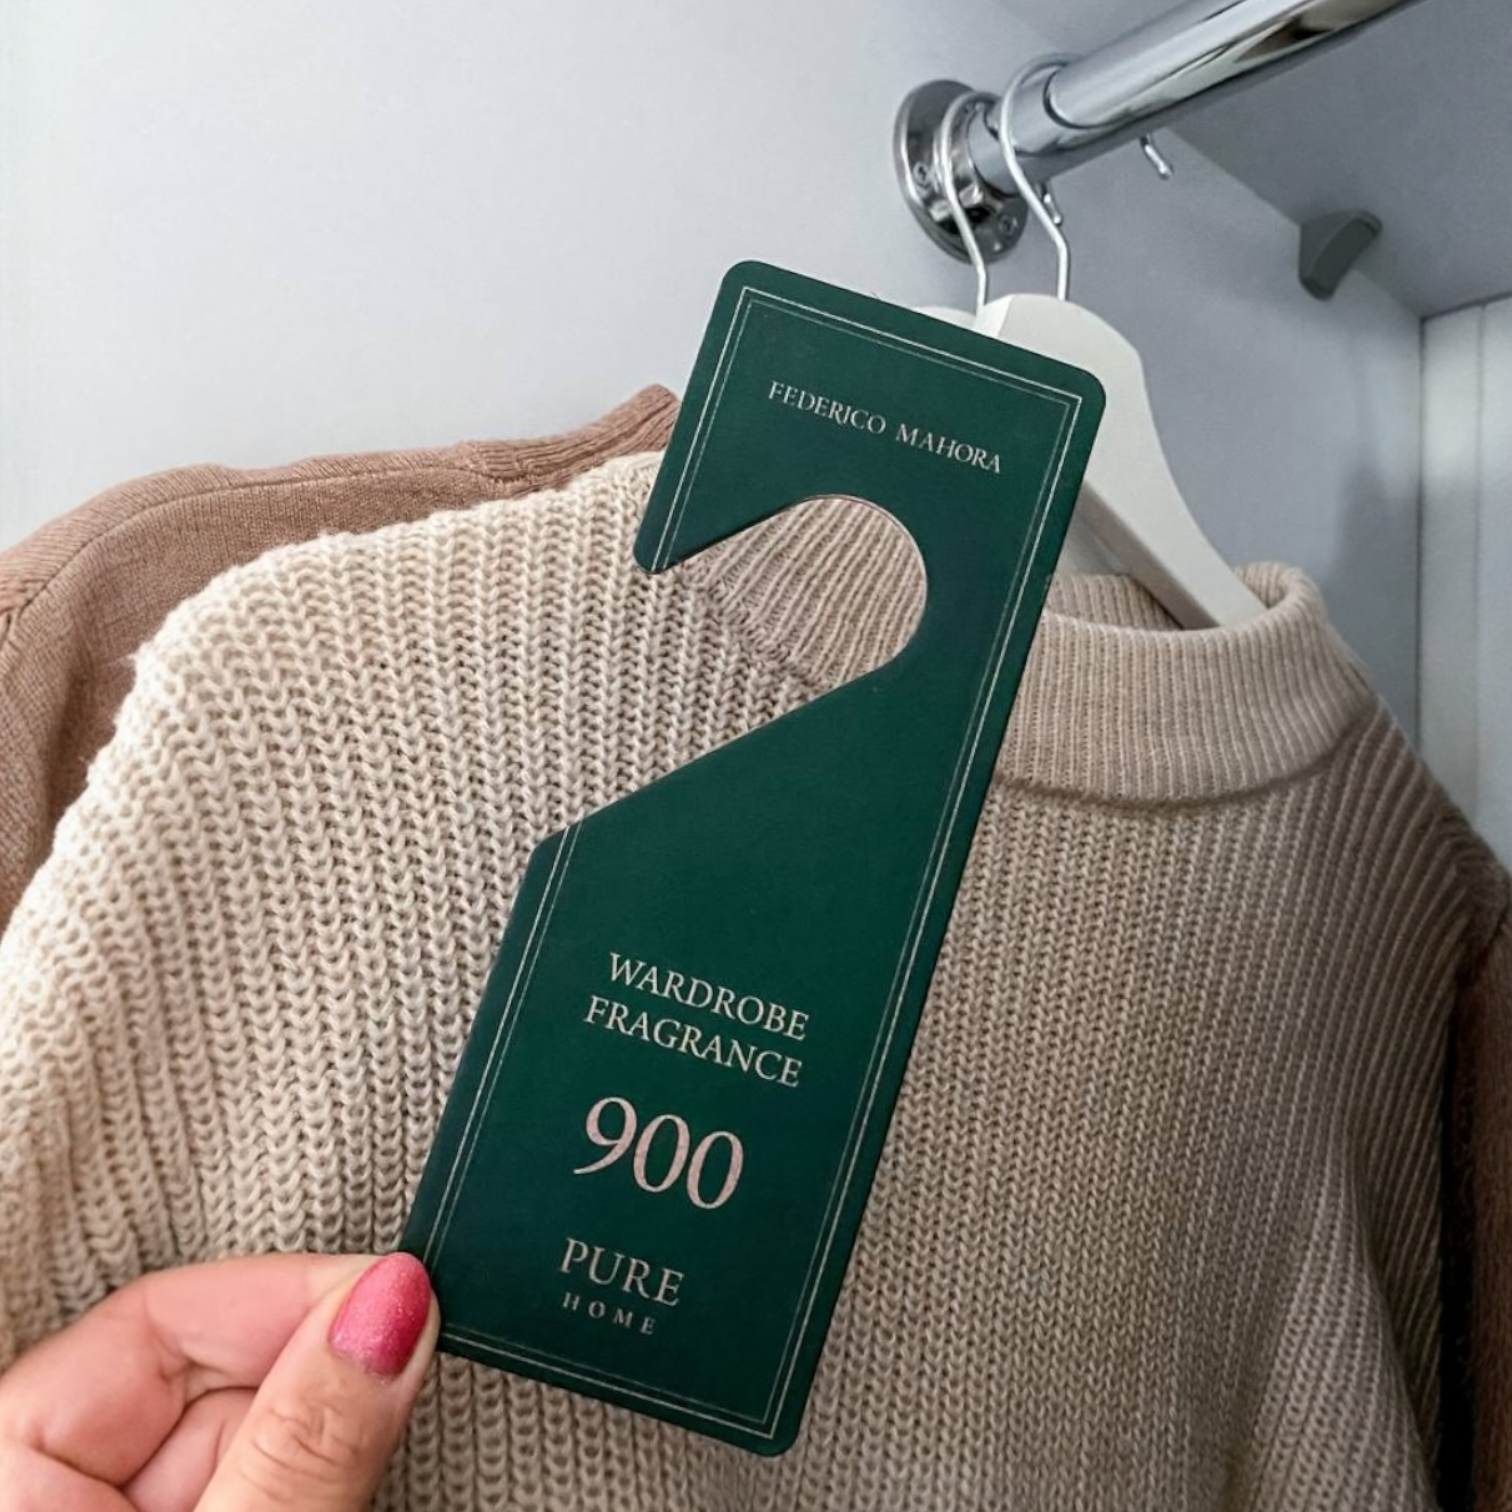 FEDERICO MAHORA
WARDROBE
FRAGRANCE
900
PURE
HOME